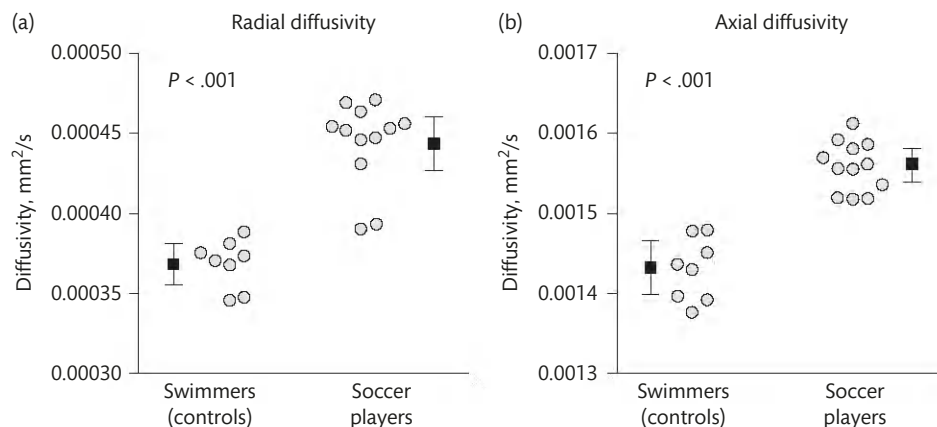 (a) Radial diffusivity
Diffusivity, mm²/s
0.00050
0.00045
0.00040
0.00035
0.00030
P < .001
Swimmers
(controls)
Soccer
players
(b) Axial diffusivity
Diffusivity, mm²/s
0.0017
0.0016
0.0015
0.0014
0.0013
P < .001
Swimmers
(controls)
Soccer
players